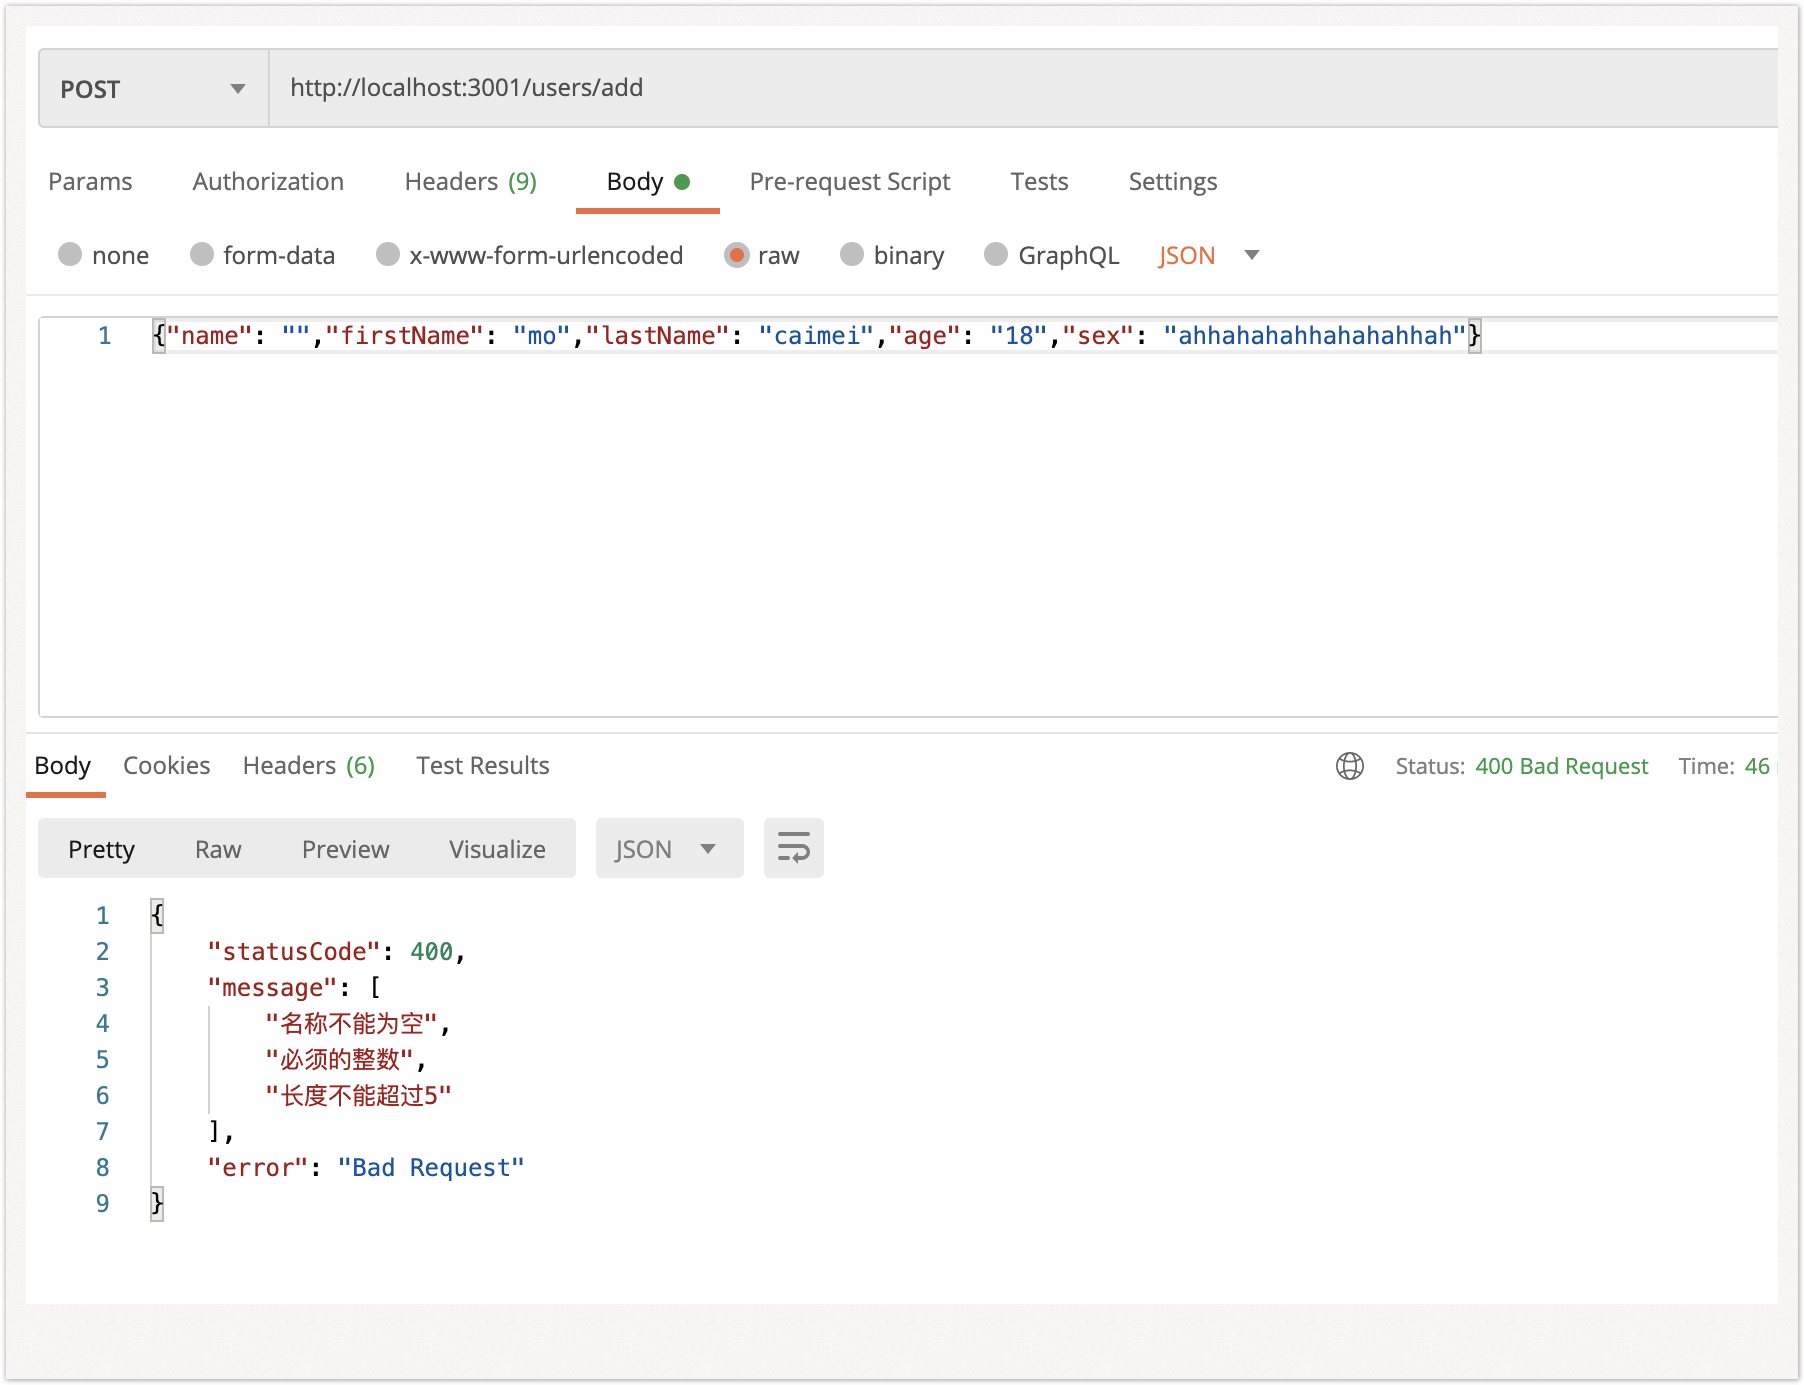 POST http://localhost:3001/users/add
Params Authorization Headers (9) Body Pre-request Script Tests Settings
none form-data x-www-form-urlencoded raw binary GraphQL JSON
1 {"name": "","firstName": "mo","lastName": "caimei","age": "18","sex": "ahhahahahhahahahhah"}
Body Cookies Headers (6) Test Results Status: 400 Bad Request Time: 46
Pretty Raw Preview Visualize JSON
1 {
2 "statusCode": 400,
3 "message": [
4 "名称不能为空",
5 "必须的整数",
6 "长度不能超过5"
7 ],
8 "error": "Bad Request"
9 }